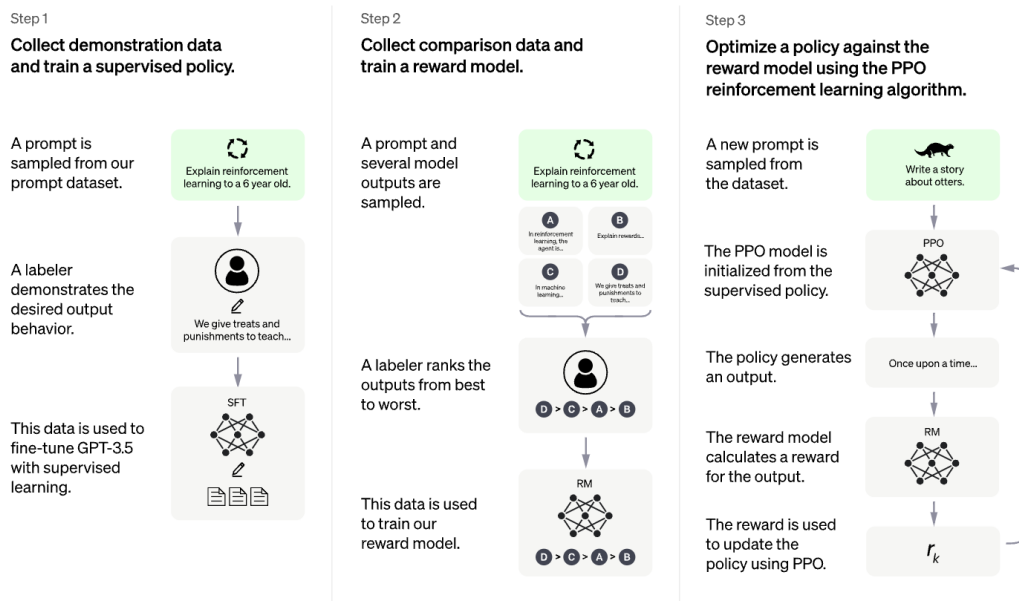 Step 1
Collect demonstration data
and train a supervised policy.
A prompt is
sampled from our
prompt dataset.
Explain reinforcement
learning to a 6 year old.
A labeler
demonstrates the
desired output
behavior.
We give treats and
punishments to teach...
This data is used to
fine-tune GPT-3.5
with supervised
learning.
SFT
Step 2
Collect comparison data and
train a reward model.
A prompt and
several model
outputs are
sampled.
Explain reinforcement
learning to a 6 year old.
A
In reinforcement
learning, the
agent is...
B
Explain rewards...
C
In machine
learning...
D
We give treats and
punishments to
teach...
A labeler ranks the
outputs from best
to worst.
D > C > A > B
This data is used
to train our
reward model.
RM
D > C > A > B
Step 3
Optimize a policy against the
reward model using the PPO
reinforcement learning algorithm.
A new prompt is
sampled from
the dataset.
Write a story
about otters.
The PPO model is
initialized from the
supervised policy.
PPO
The policy generates
an output.
Once upon a time...
The reward model
calculates a reward
for the output.
RM
The reward is used
to update the
policy using PPO.
rk